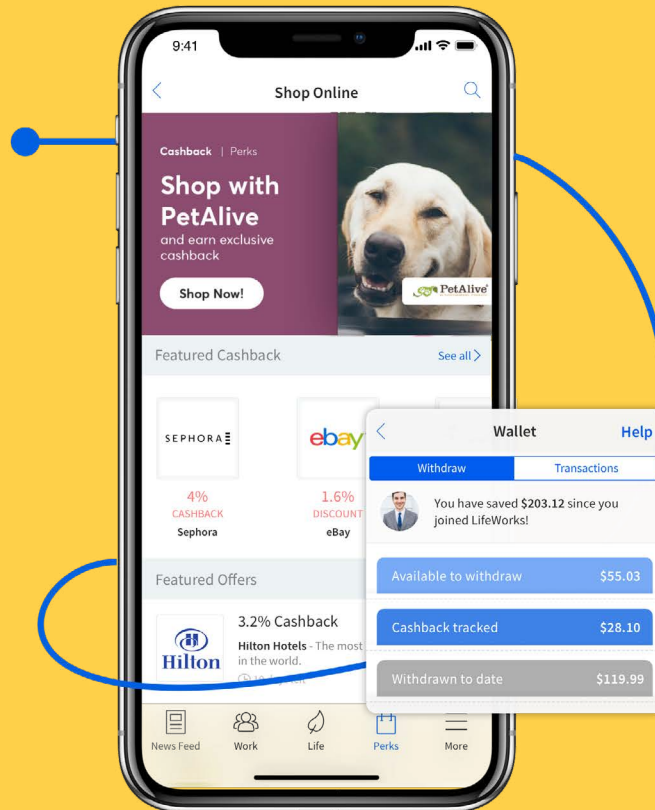 9:41
Shop Online
Cashback | Perks
Shop with
PetAlive
and earn exclusive
cashback
Shop Now!
PetAlive
Featured Cashback
See all
SEPHORA
ebay
4%
CASHBACK
Sephora
1.6%
DISCOUNT
eBay
Featured Offers
Hilton
3.2% Cashback
Hilton Hotels - The most
in the world.
News Feed
Work
Life
Perks
More
Wallet
Help
Withdraw
Transactions
You have saved $203.12 since you
joined LifeWorks!
Available to withdraw
$55.03
Cashback tracked
$28.10
Withdrawn to date
$119.99